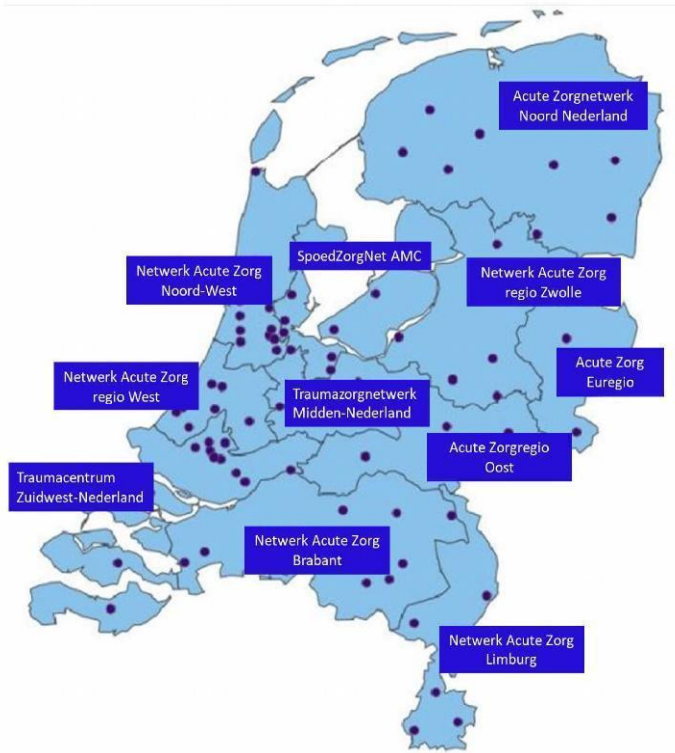 Acute Zorgnetwerk
Noord Nederland
SpoedZorgNet AMC
Netwerk Acute Zorg
Noord-West
Netwerk Acute Zorg
regio Zwolle
Acute Zorg
Euregio
Netwerk Acute Zorg
regio West
Traumazorgnetwerk
Midden-Nederland
Acute Zorgregio
Oost
Traumacentrum
Zuidwest-Nederland
Netwerk Acute Zorg
Brabant
Netwerk Acute Zorg
Limburg